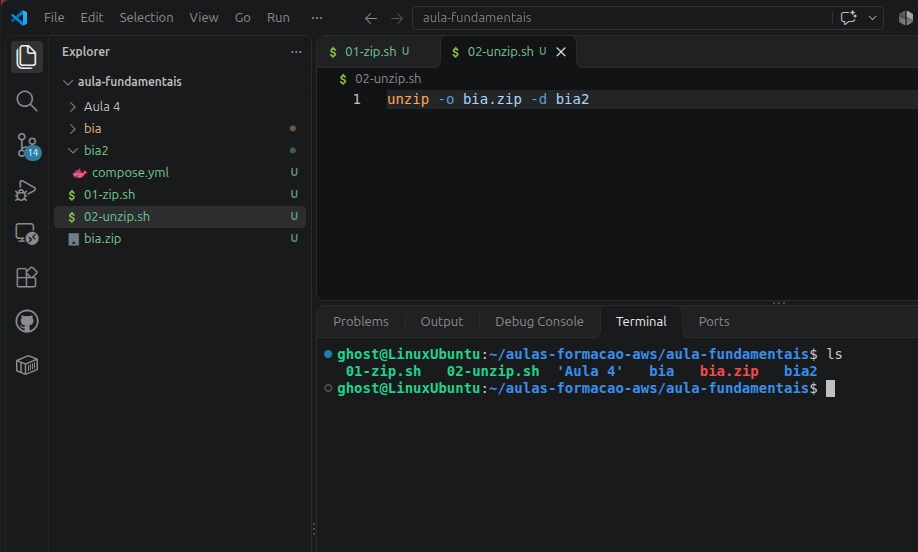 File Edit Selection View Go Run ··· aula-fundamentais
Explorer ···
aula-fundamentais
Aula 4
bia
bia2
compose.yml U
01-zip.sh U
02-unzip.sh U
bia.zip U
14
$ 01-zip.sh U $ 02-unzip.sh U
$ 02-unzip.sh
1 unzip -o bia.zip -d bia2
Problems Output Debug Console Terminal Ports
ghost@LinuxUbuntu:~/aulas-formacao-aws/aula-fundamentais$ ls
01-zip.sh 02-unzip.sh 'Aula 4' bia bia.zip bia2
ghost@LinuxUbuntu:~/aulas-formacao-aws/aula-fundamentais$